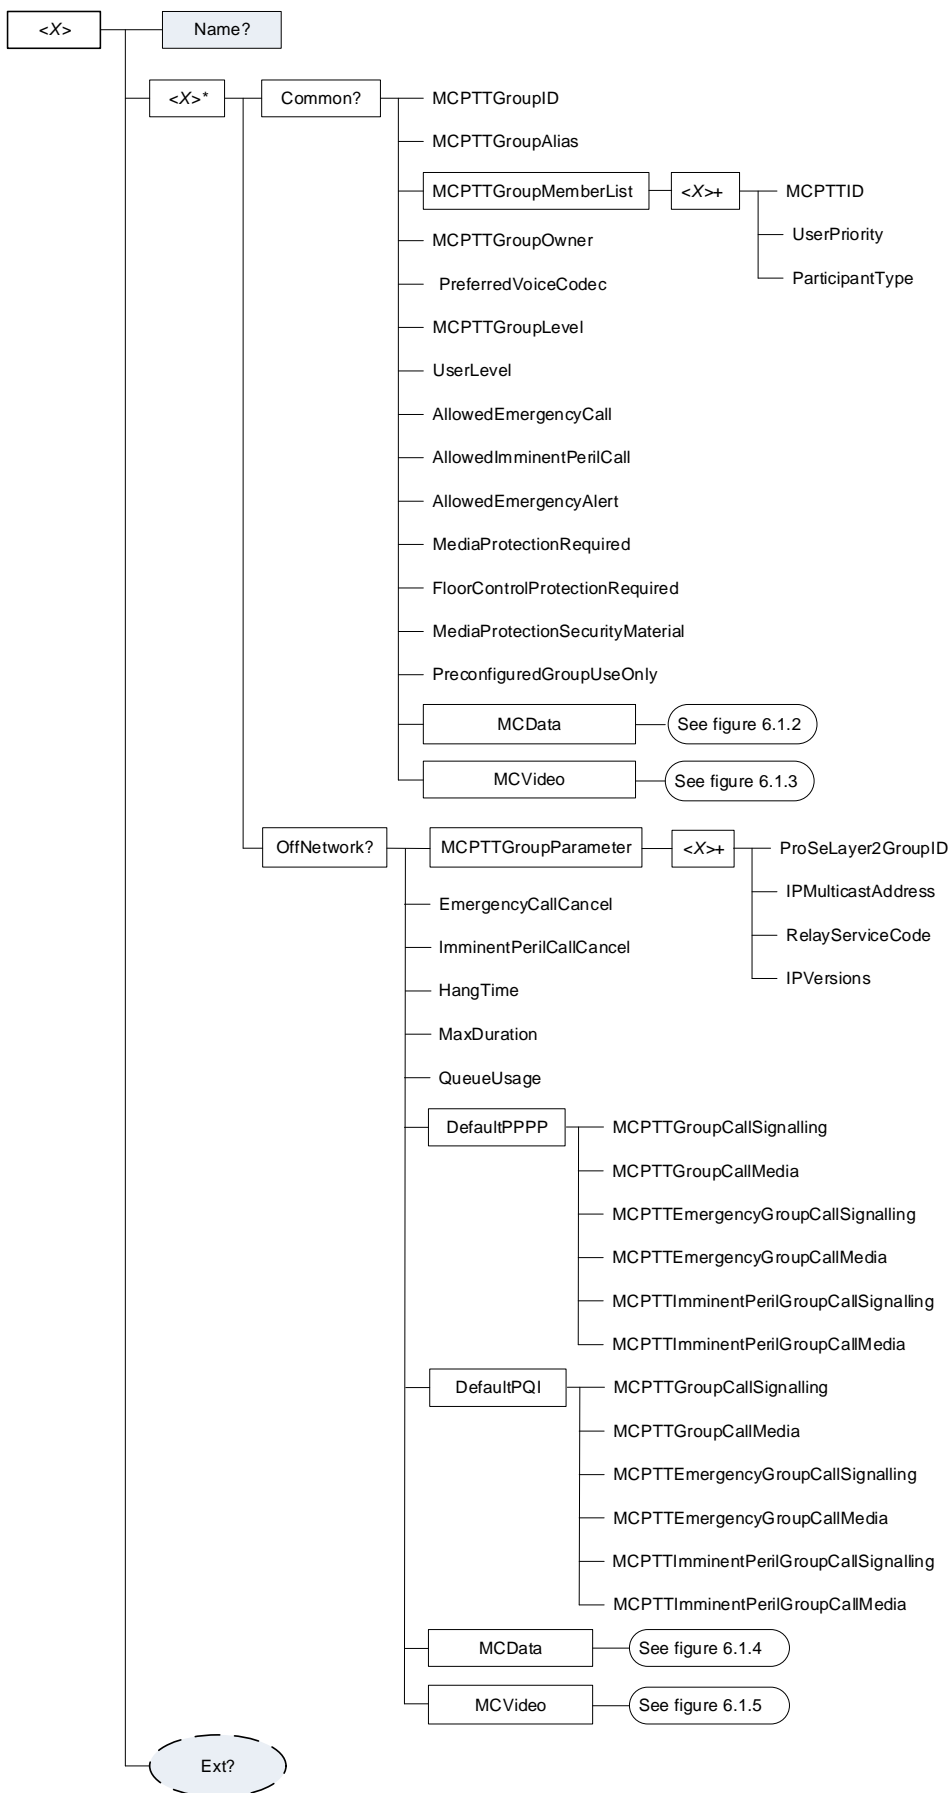 <X> Name?
<X>* Common? MCPTTGroupID
MCPTTGroupAlias
MCPTTGroupMemberList <X>+ MCPTTID
UserPriority
MCPTTGroupOwner
ParticipantType
PreferredVoiceCodec
MCPTTGroupLevel
UserLevel
AllowedEmergencyCall
AllowedImminentPerilCall
AllowedEmergencyAlert
MediaProtectionRequired
FloorControlProtectionRequired
MediaProtectionSecurityMaterial
PreconfiguredGroupUseOnly
MCData See figure 6.1.2
MCVideo See figure 6.1.3
OffNetwork? MCPTTGroupParameter <X>+ ProSeLayer2GroupID
IPMulticastAddress
EmergencyCallCancel
RelayServiceCode
ImminentPerilCallCancel
IPVersions
HangTime
MaxDuration
QueueUsage
DefaultPPPP MCPTTGroupCallSignalling
MCPTTGroupCallMedia
MCPTTEmergencyGroupCallSignalling
MCPTTEmergencyGroupCallMedia
MCPTTImminentPerilGroupCallSignalling
MCPTTImminentPerilGroupCallMedia
DefaultPQI MCPTTGroupCallSignalling
MCPTTGroupCallMedia
MCPTTEmergencyGroupCallSignalling
MCPTTEmergencyGroupCallMedia
MCPTTImminentPerilGroupCallSignalling
MCPTTImminentPerilGroupCallMedia
MCData See figure 6.1.4
MCVideo See figure 6.1.5
Ext?